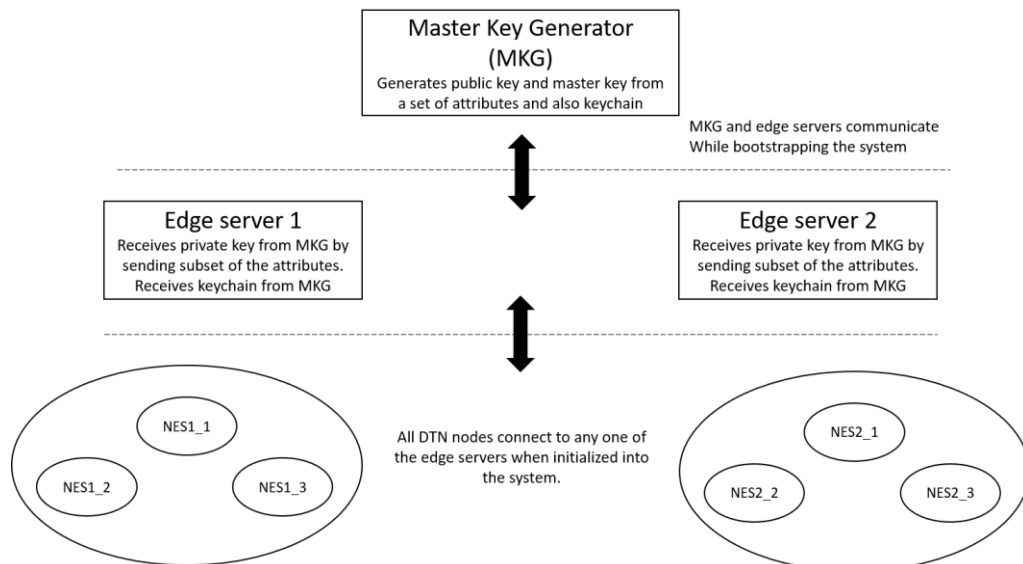 Master Key Generator
(MKG)
Generates public key and master key from
a set of attributes and also keychain
MKG and edge servers communicate
While bootstrapping the system
Edge server 1
Receives private key from MKG by
sending subset of the attributes.
Receives keychain from MKG
Edge server 2
Receives private key from MKG by
sending subset of the attributes.
Receives keychain from MKG
NES1_1
NES1_2
NES1_3
All DTN nodes connect to any one of
the edge servers when initialized into
the system.
NES2_1
NES2_2
NES2_3